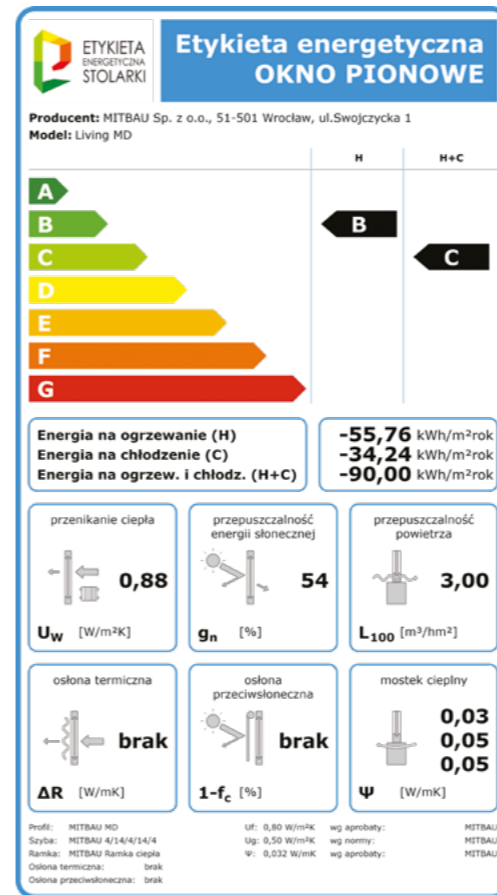 ETYKIETA
ENERGETYCZNA
STOLARKI
Etykieta energetyczna
OKNO PIONOWE
Producent: MITBAU Sp. z o.o., 51-501 Wrocław, ul.Swojczycka 1
Model: Living MD
H H+C
A
B B
C C
D
E
F
G
Energia na ogrzewanie (H) -55,76 kWh/m²rok
Energia na chłodzenie (C) -34,24 kWh/m²rok
Energia na ogrzew. i chłodz. (H+C) -90,00 kWh/m²rok
przenikanie ciepła
0,88
Uw [W/m²K]
przepuszczalność
energii słonecznej
54
gn [%]
przepuszczalność
powietrza
3,00
L100 [m³/hm²]
osłona termiczna
brak
ΔR [W/mK]
osłona
przeciwsłoneczna
brak
1-fc [%]
mostek cieplny
0,03
0,05
0,05
Ψ [W/mK]
Profil: MITBAU MD Uf: 0,80 W/m²K wg aprobaty: MITBAU
Szyba: MITBAU 4/14/4/14/4 Ug: 0,50 W/m²K wg normy: MITBAU
Ramka: MITBAU Ramka ciepła Ψ: 0,032 W/mK wg aprobaty: MITBAU
Osłona termiczna: brak
Osłona przeciwsłoneczna: brak